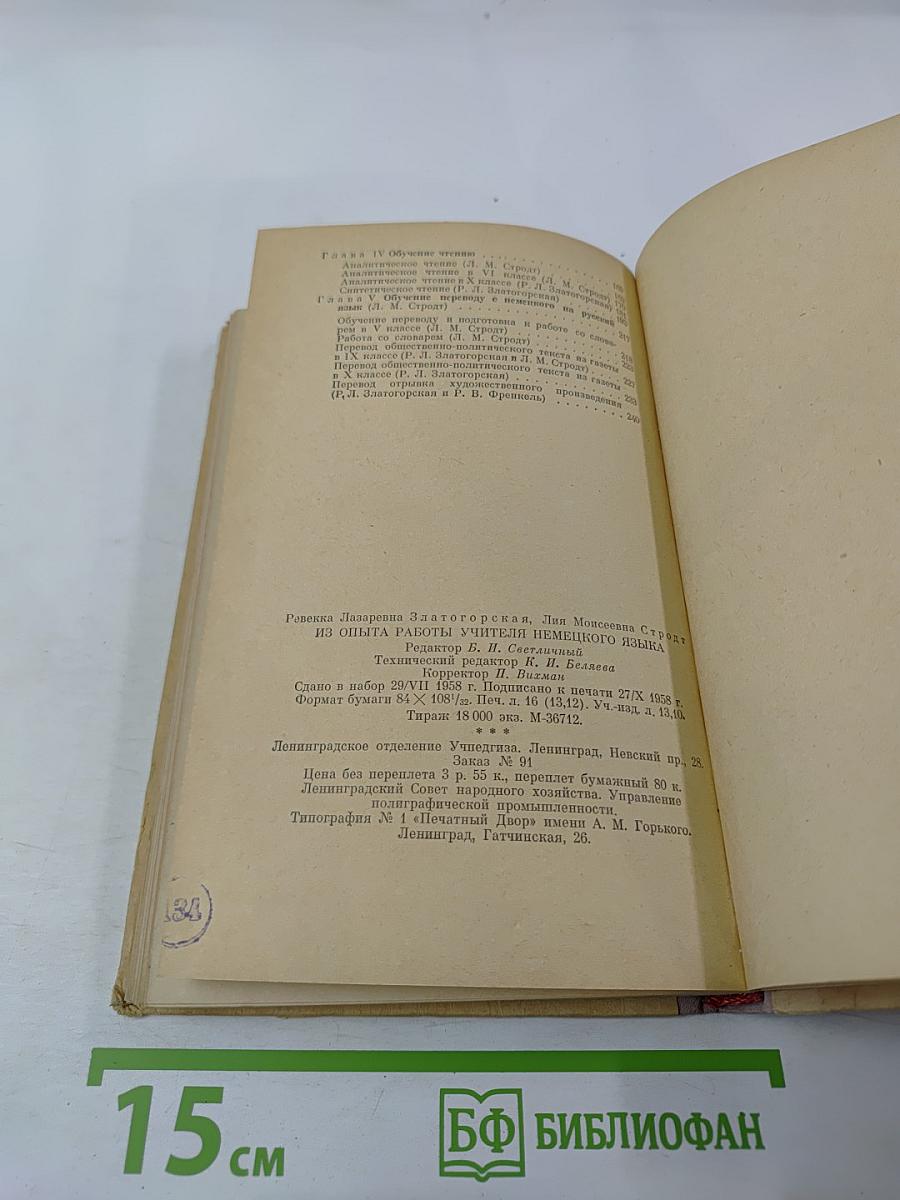 Глава IV Обучение чтению
Аналитическое чтение (Л. М. Стродт)
Аналитическое чтение в VI классе (Л. М. Стродт)
Аналитическое чтение в X классе (Р. Л. Златогорская)
Синтетическое чтение (Р. Л. Златогорская)
Глава V Обучение переводу с немецкого на русский
язык (Л. М. Стродт)
Обучение переводу и подготовка к работе со слова-
рем в V классе (Л. М. Стродт) 217
Работа со словарем (Л. М. Стродт)
Перевод общественно-политического текста из газеты
в IX классе (Р. Л. Златогорская и Л. М. Стродт)
Перевод общественно-политического текста из газеты 227
в X классе (Р. Л. Златогорская)
Перевод отрывка художественного произведения 233
(Р. Л. Златогорская и Р. В. Френкель) 240
Ревекка Лазаревна Златогорская, Лия Моисеевна Стродт
ИЗ ОПЫТА РАБОТЫ УЧИТЕЛЯ НЕМЕЦКОГО ЯЗЫКА
Редактор Б. И. Светличный
Технический редактор К. И. Беляева
Корректор П. Вихман
Сдано в набор 29/VII 1958 г. Подписано к печати 27/X 1958 г.
Формат бумаги 84 × 108¹/₃₂. Печ. л. 16 (13,12). Уч.-изд. л. 13,10.
Тираж 18 000 экз. М-36712.
* * *
Ленинградское отделение Учпедгиза. Ленинград, Невский пр., 28.
Заказ № 91
Цена без переплета 3 р. 55 к., переплет бумажный 80 к.
Ленинградский Совет народного хозяйства. Управление
полиграфической промышленности.
Типография № 1 «Печатный Двор» имени А. М. Горького.
Ленинград, Гатчинская, 26.
134
15 см
БФ БИБЛИОФАН